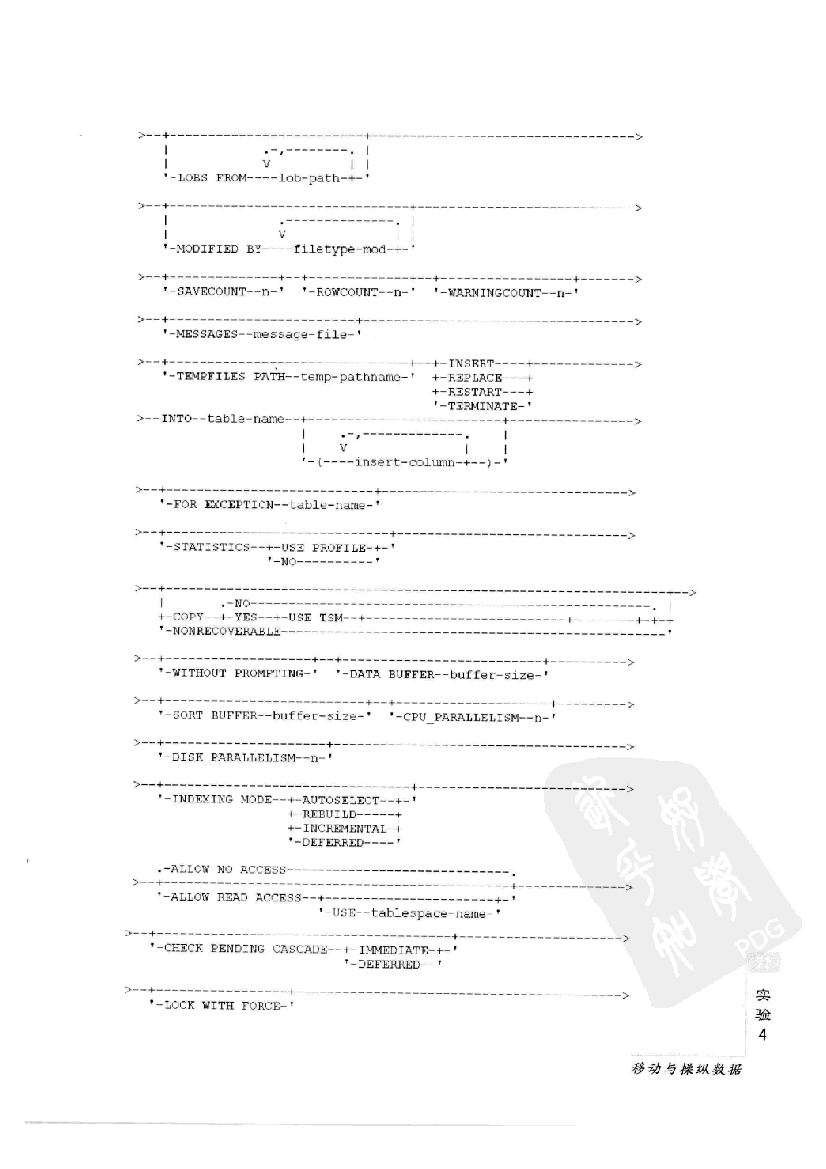 >--+-------------------------+---------------------------------->
   |            .-,--------. |
   |            V          | |
   '-LOBS FROM----lob-path-+-'
>--+-------------------------------+----------------------------->
   |              .--------------. |
   |              V              | |
   '-MODIFIED BY----filetype-mod-+-'
>--+--------------+--+-------------+--+-----------------+------->
   '-SAVECOUNT--n-' '-ROWCOUNT--n-' '-WARNINGCOUNT--n-'
>--+------------------------+----------------------------------->
   '-MESSAGES--message-file-'
>--+-------------------------------+--+-INSERT----+------------->
   '-TEMPFILES PATH--temp-pathname-' +-REPLACE---+
                                      +-RESTART---+
                                      '-TERMINATE-'
>--INTO--table-name--+-------------------------+---------------->
                     |    .-,-------------.    |
                     |    V               |    |
                     '-(----insert-column-+--)-'
>--+---------------------------+-------------------------------->
   '-FOR EXCEPTION--table-name-'
>--+-----------------------------+------------------------------>
   '-STATISTICS--+-USE PROFILE-+-'
                 '-NO----------'
>--+-----------------------------------------------------------------+-->
   |       .-NO----------------------------------------------------. |
   +-COPY--+-YES--+-USE TSM--+--------------------------+--------+-+-+
   '-NONRECOVERABLE--------------------------------------------------'
>--+-------------------+--+--------------------------+---------->
   '-WITHOUT PROMPTING-' '-DATA BUFFER--buffer-size-'
>--+--------------------------+--+--------------------+--------->
   '-SORT BUFFER--buffer-size-' '-CPU_PARALLELISM--n-'
>--+---------------------+-------------------------------------->
   '-DISK_PARALLELISM--n-'
>--+--------------------------------+--------------------------->
   '-INDEXING MODE--+-AUTOSELECT--+-'
                    +-REBUILD-----+
                    +-INCREMENTAL-+
                    '-DEFERRED----'
   .-ALLOW NO ACCESS-----------------------------.
>--+---------------------------------------------+-------------->
   '-ALLOW READ ACCESS--+----------------------+-'
                        '-USE--tablespace-name-'
>--+---------------------------------------+-------------------->
   '-CHECK PENDING CASCADE--+-IMMEDIATE-+-'
                            '-DEFERRED--'
>--+-----------------+------------------------------------------>
   '-LOCK WITH FORCE-'
PDG
71
实
验
4
移动与操纵数据